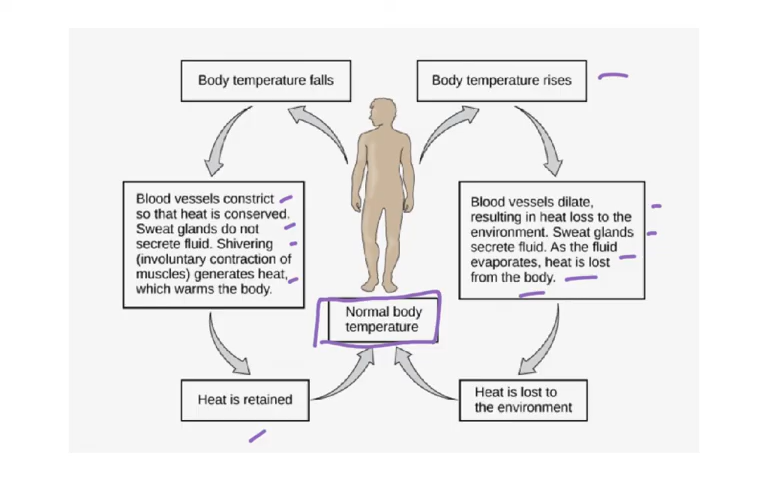 Body temperature falls
Body temperature rises
Blood vessels constrict
so that heat is conserved.
Sweat glands do not
secrete fluid. Shivering
(involuntary contraction of
muscles) generates heat,
which warms the body.
Blood vessels dilate,
resulting in heat loss to the
environment. Sweat glands
secrete fluid. As the fluid
evaporates, heat is lost
from the body.
Normal body
temperature
Heat is retained
Heat is lost to
the environment